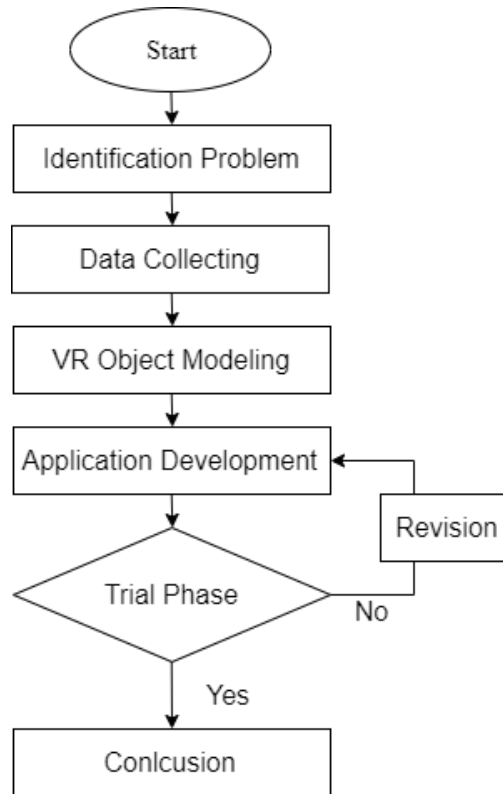 Start
Identification Problem
Data Collecting
VR Object Modeling
Application Development
Revision
Trial Phase
No
Yes
Conlcusion